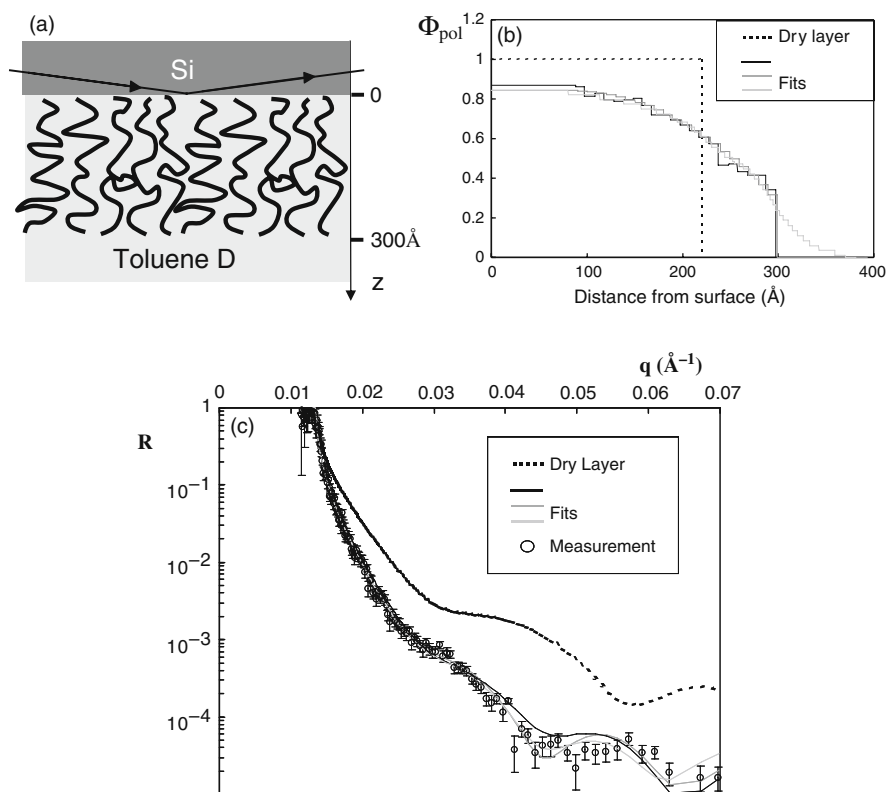 (a)
Si
0
300Å
Toluene D
z
Φpol
(b)
1.2
1
0.8
0.6
0.4
0.2
0
0 100 200 300 400
Distance from surface (Å)
Dry layer
Fits
q (Å⁻¹)
0 0.01 0.02 0.03 0.04 0.05 0.06 0.07
(c)
R
1
10⁻¹
10⁻²
10⁻³
10⁻⁴
Dry Layer
Fits
Measurement